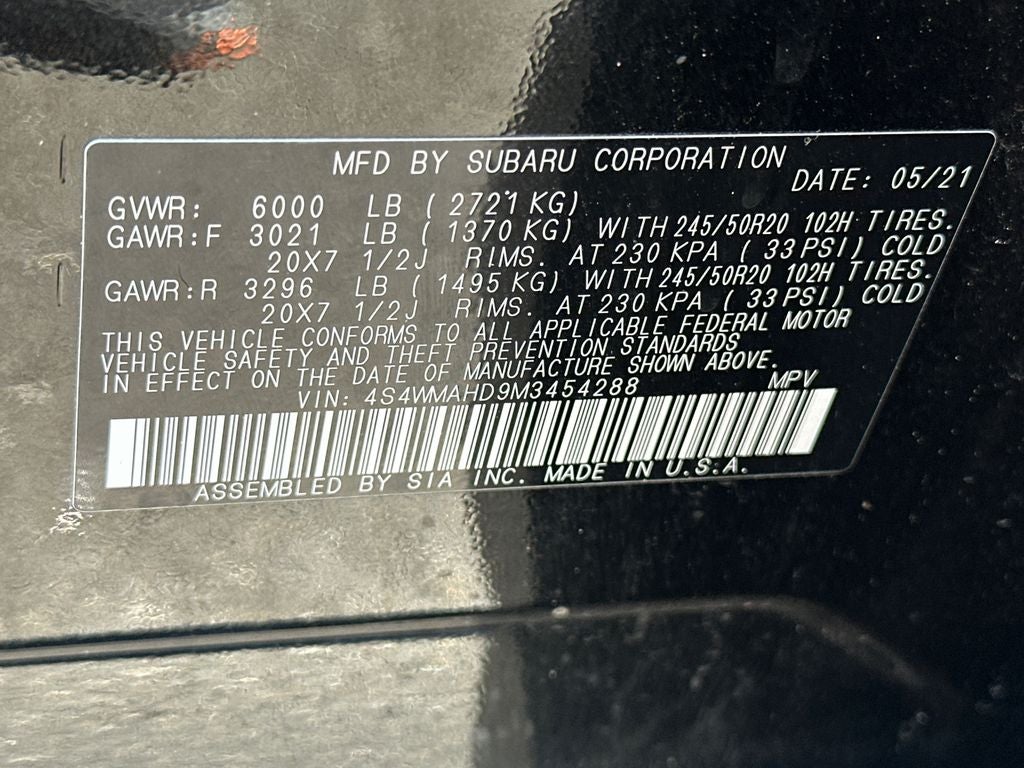 MFD BY SUBARU CORPORATION
DATE: 05/21
GVWR: 6000 LB ( 2721 KG)
GAWR:F 3021 LB ( 1370 KG) WITH 245/50R20 102H TIRES.
20X7 1/2J RIMS. AT 230 KPA ( 33 PSI) COLD
GAWR:R 3296 LB ( 1495 KG) WITH 245/50R20 102H TIRES.
20X7 1/2J RIMS. AT 230 KPA ( 33 PSI) COLD
THIS VEHICLE CONFORMS TO ALL APPLICABLE FEDERAL MOTOR
VEHICLE SAFETY AND THEFT PREVENTION STANDARDS
IN EFFECT ON THE DATE OF MANUFACTURE SHOWN ABOVE.
VIN: 4S4WMAHD9M3454288 MPV
ASSEMBLED BY SIA INC. MADE IN U.S.A.